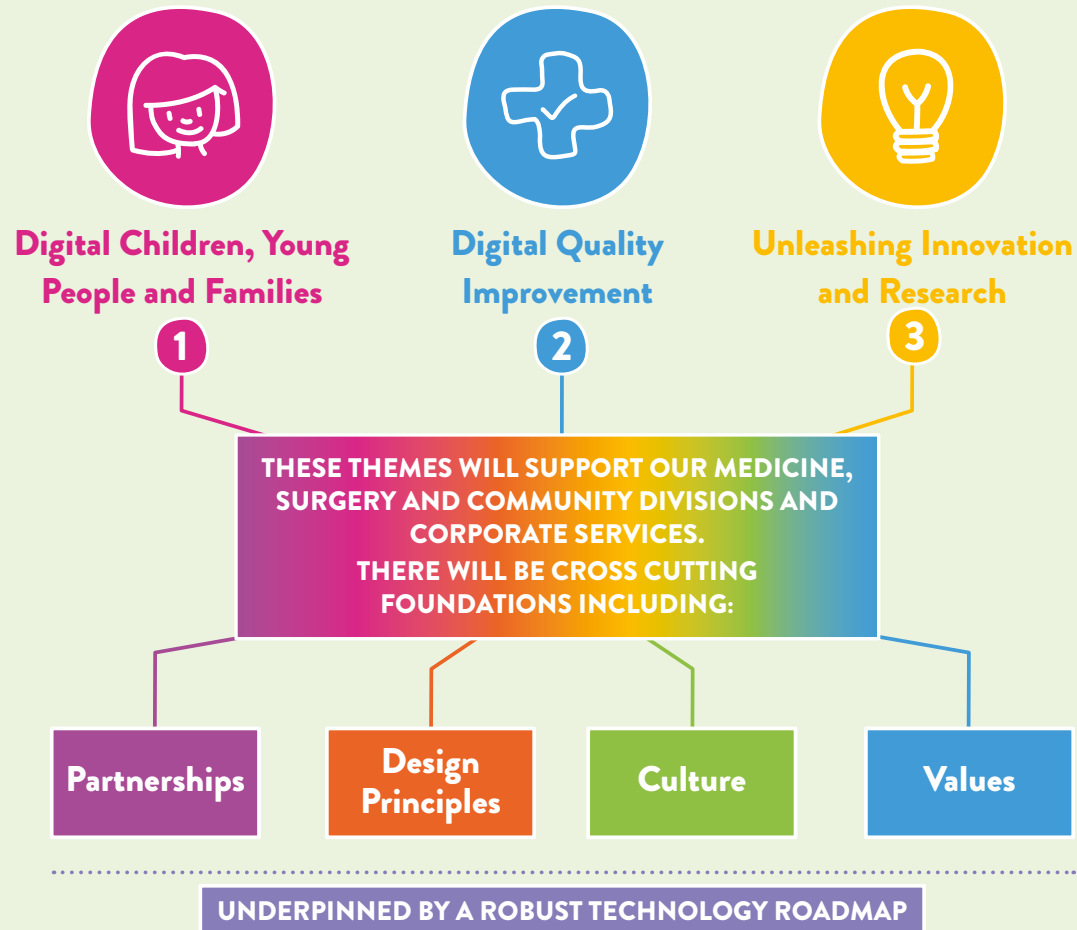 Digital Children, Young
People and Families
1
Digital Quality
Improvement
2
Unleashing Innovation
and Research
3
THESE THEMES WILL SUPPORT OUR MEDICINE,
SURGERY AND COMMUNITY DIVISIONS AND
CORPORATE SERVICES.
THERE WILL BE CROSS CUTTING
FOUNDATIONS INCLUDING:
Partnerships
Design
Principles
Culture
Values
UNDERPINNED BY A ROBUST TECHNOLOGY ROADMAP